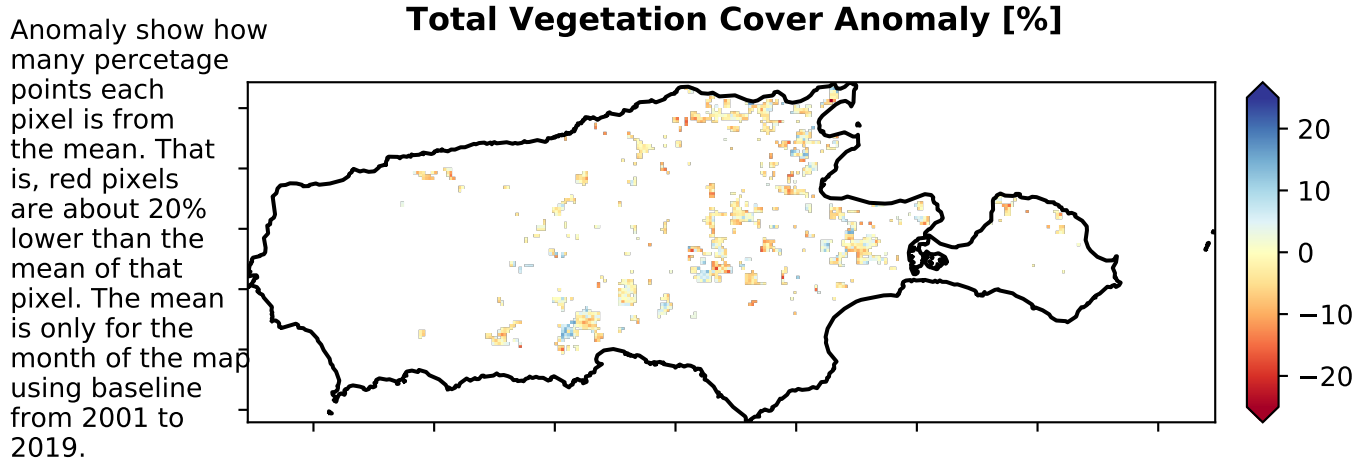 Total Vegetation Cover Anomaly [%]
Anomaly show how
many percetage
points each
pixel is from
the mean. That
is, red pixels
are about 20%
lower than the
mean of that
pixel. The mean
is only for the
month of the map
using baseline
from 2001 to
2019.
20
10
0
−10
−20